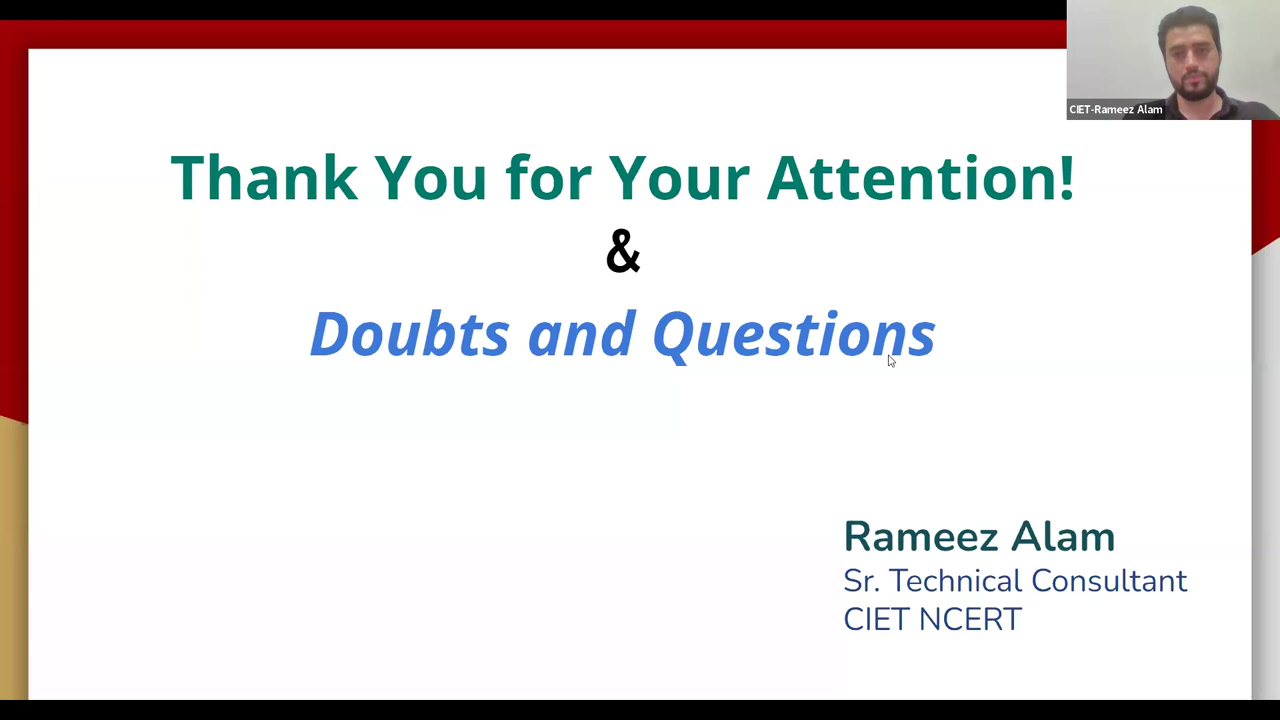 CIET-Rameez Alam
Thank You for Your Attention!
&
Doubts and Questions
Rameez Alam
Sr. Technical Consultant
CIET NCERT